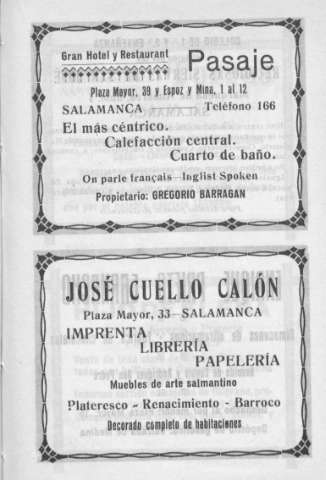 Gran Hotel y Restaurant
Pasaje
Plaza Mayor, 39 y Espoz y Mina, 1 al 12
SALAMANCA — Teléfono 166
El más céntrico.
Calefacción central.
Cuarto de baño.
On parle français—Inglist Spoken
Propietario: GREGORIO BARRAGAN
JOSÉ CUELLO CALÓN
Plaza Mayor, 33—SALAMANCA
IMPRENTA
LIBRERÍA
PAPELERÍA
Muebles de arte salmantino
Plateresco - Renacimiento - Barroco
Decorado completo de habitaciones